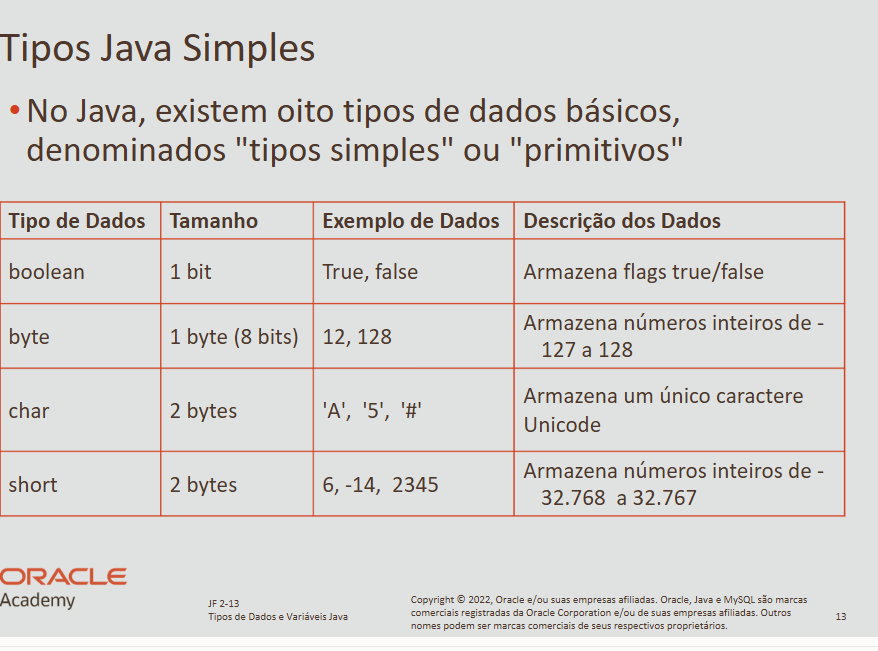 Tipos Java Simples
•No Java, existem oito tipos de dados básicos,
denominados "tipos simples" ou "primitivos"
Tipo de Dados Tamanho Exemplo de Dados Descrição dos Dados
boolean 1 bit True, false Armazena flags true/false
byte 1 byte (8 bits) 12, 128 Armazena números inteiros de -
127 a 128
char 2 bytes 'A', '5', '#' Armazena um único caractere
Unicode
short 2 bytes 6, -14, 2345 Armazena números inteiros de -
32.768 a 32.767
ORACLE
Academy
JF 2-13
Tipos de Dados e Variáveis Java
Copyright © 2022, Oracle e/ou suas empresas afiliadas. Oracle, Java e MySQL são marcas
comerciais registradas da Oracle Corporation e/ou de suas empresas afiliadas. Outros
nomes podem ser marcas comerciais de seus respectivos proprietários.
13